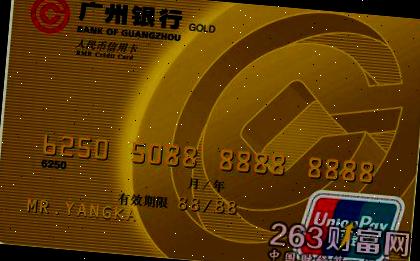 广州银行 GOLD
BANK OF GUANGZHOU
人民币信用卡
RMB Credit Card
6250 5088 8888 8888
6250
月/年
有效期限 88/88
MR.YANGKA
UnionPay
263财富网